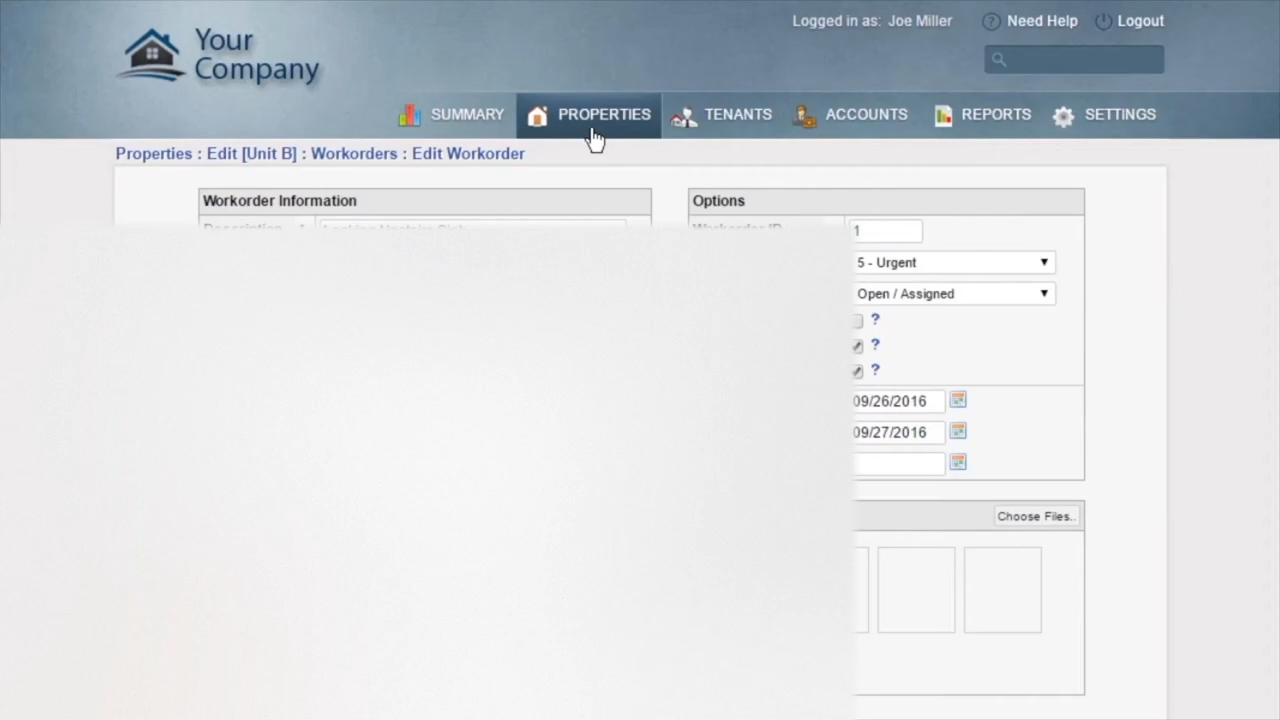 Logged in as: Joe Miller
? Need Help
Logout
Your
Company
SUMMARY
PROPERTIES
TENANTS
ACCOUNTS
REPORTS
SETTINGS
Properties : Edit [Unit B] : Workorders : Edit Workorder
Workorder Information
Options
1
5 - Urgent
Open / Assigned
?
?
?
09/26/2016
09/27/2016
Choose Files..